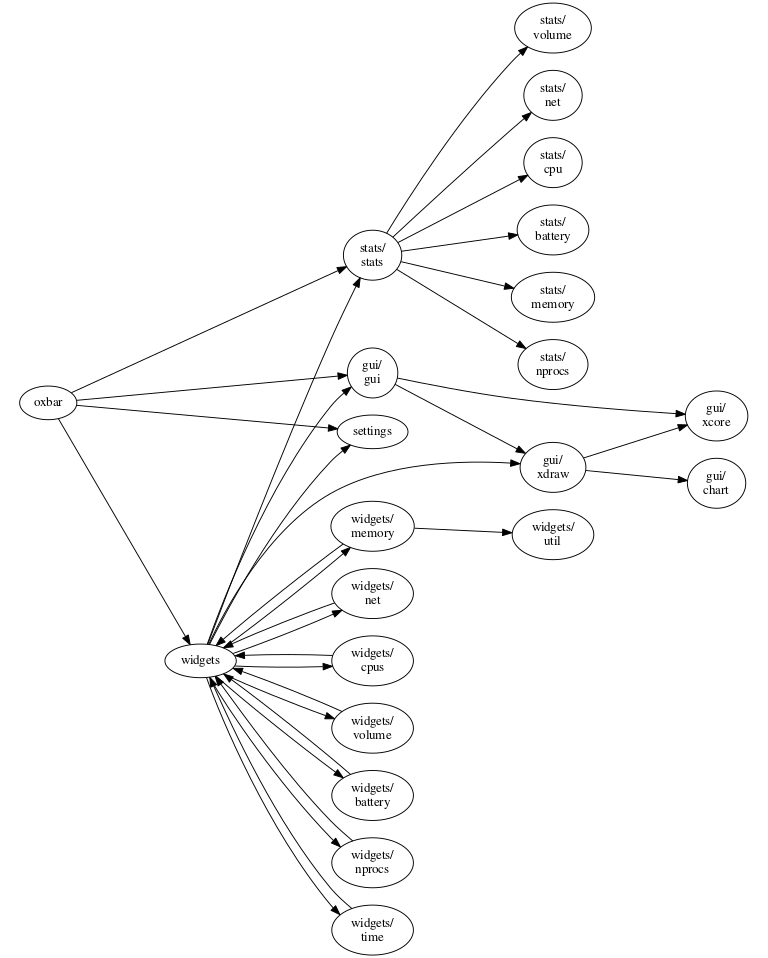 stats/
volume
stats/
net
stats/
cpu
stats/
battery
stats/
stats
stats/
memory
stats/
nprocs
gui/
gui
oxbar
settings
gui/
xcore
gui/
xdraw
gui/
chart
widgets/
memory
widgets/
util
widgets/
net
widgets
widgets/
cpus
widgets/
volume
widgets/
battery
widgets/
nprocs
widgets/
time